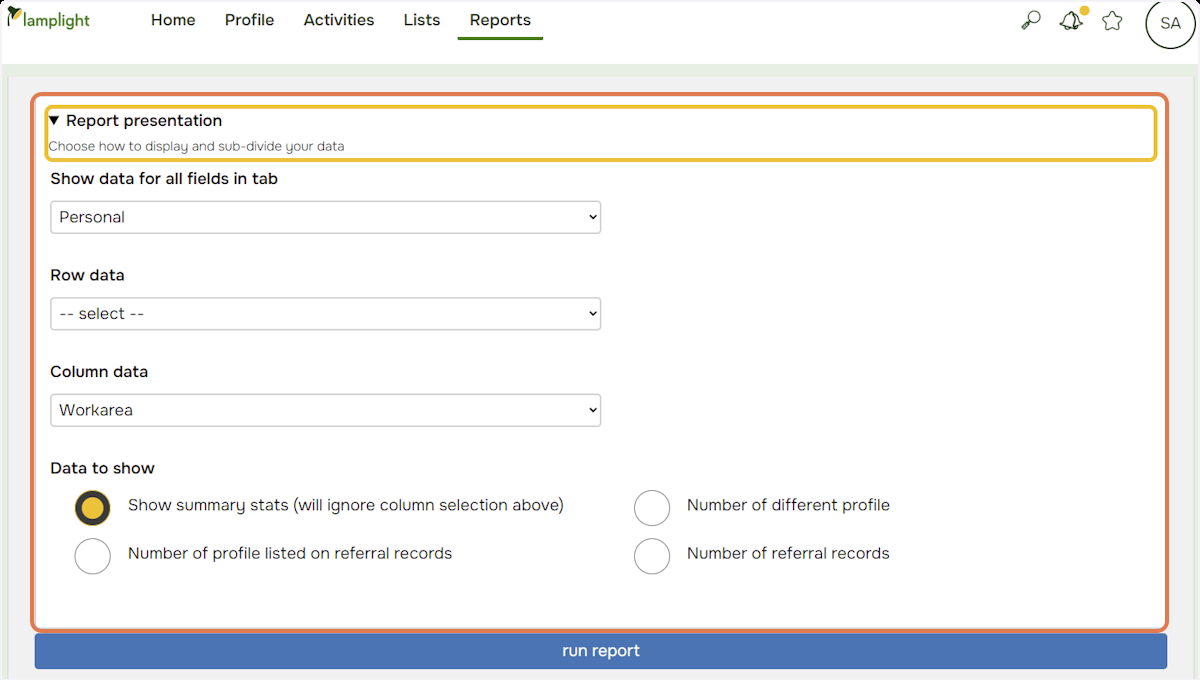 lamplight
Home Profile Activities Lists Reports
SA
Report presentation
Choose how to display and sub-divide your data
Show data for all fields in tab
Personal
Row data
-- select --
Column data
Workarea
Data to show
Show summary stats (will ignore column selection above)
Number of different profile
Number of profile listed on referral records
Number of referral records
run report